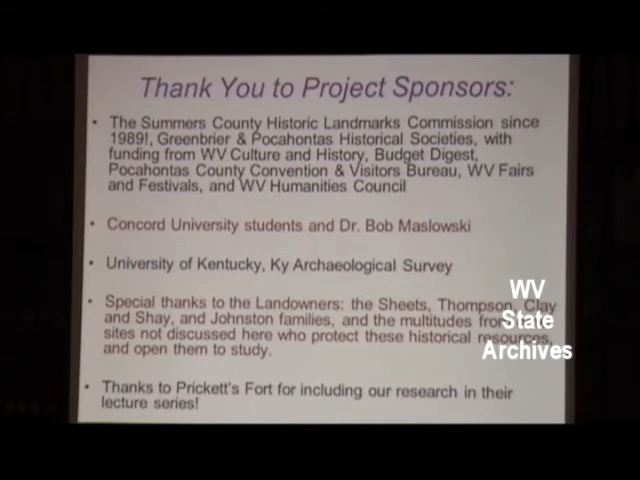 Thank You to Project Sponsors:
• The Summers County Historic Landmarks Commission since
1989!, Greenbrier & Pocahontas Historical Societies, with
funding from WV Culture and History, Budget Digest,
Pocahontas County Convention & Visitors Bureau, WV Fairs
and Festivals, and WV Humanities Council
• Concord University students and Dr. Bob Maslowski
• University of Kentucky, Ky Archaeological Survey
• Special thanks to the Landowners: the Sheets, Thompson, Clay
and Shay, and Johnston families, and the multitudes from
sites not discussed here who protect these historical resources,
and open them to study.
• Thanks to Prickett's Fort for including our research in their
lecture series!
WV
State
Archives